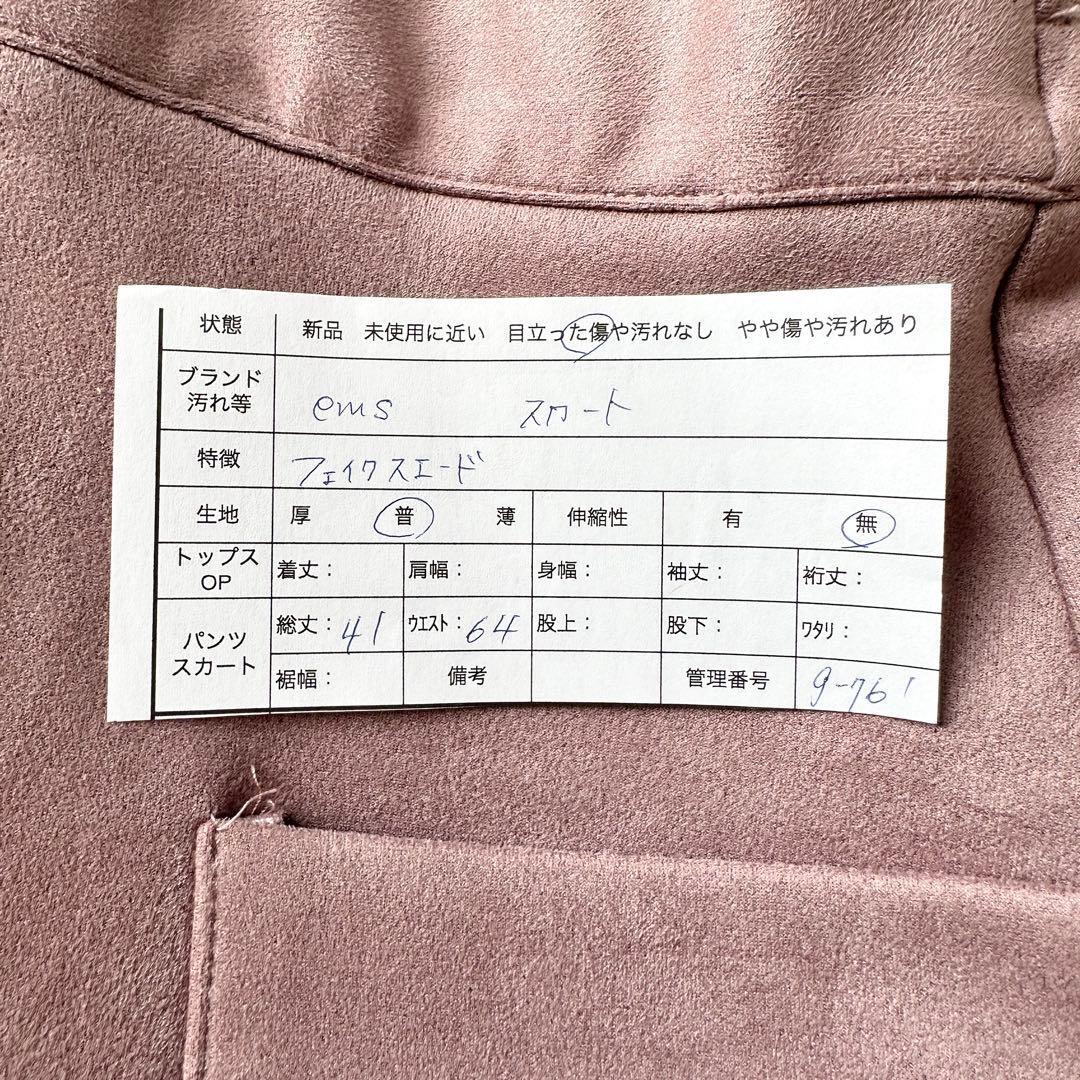 状態 新品 未使用に近い 目立った傷や汚れなし やや傷や汚れあり
ブランド
汚れ等 ems スカート
特徴 フェイクスエード
生地 厚 普 薄 伸縮性 有 無
トップス
OP 着丈: 肩幅: 身幅: 袖丈: 裄丈:
パンツ
スカート 総丈:41 ウエスト:64 股上: 股下: ワタリ:
裾幅: 備考 管理番号 9-761